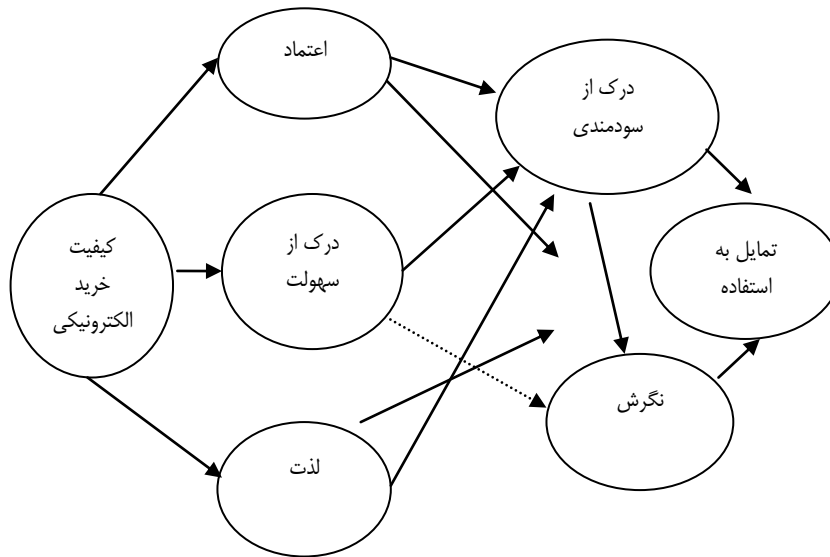 اعتماد
درک از
سودمندی
کیفیت
خرید
الکترونیکی
درک از
سهولت
تمایل به
استفاده
نگرش
لذت